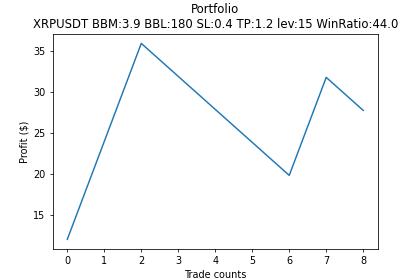 Portfolio
XRPUSDT BBM:3.9 BBL:180 SL:0.4 TP:1.2 lev:15 WinRatio:44.0
35
30
25
20
15
Profit ($)
0 1 2 3 4 5 6 7 8
Trade counts